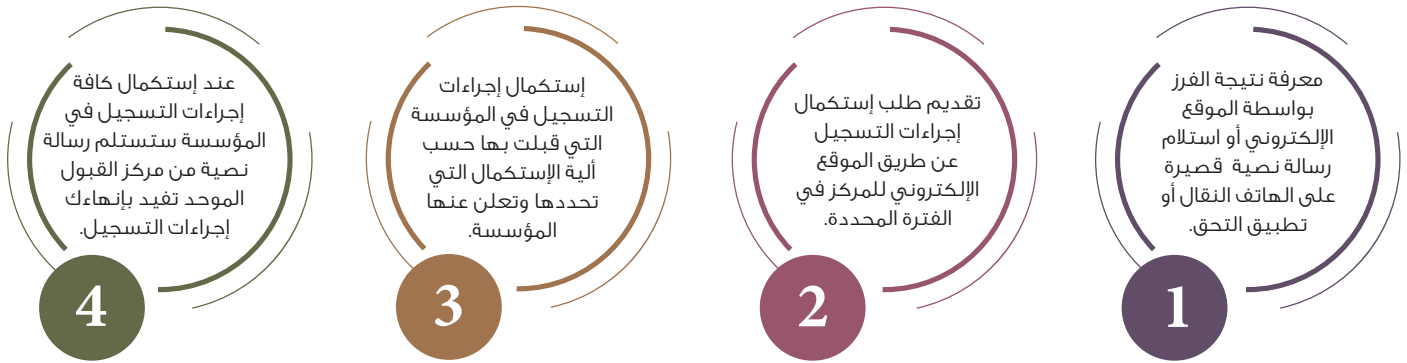 معرفة نتيجة الفرز
بواسطة الموقع
الإلكتروني أو استلام
رسالة نصية قصيرة
على الهاتف النقال أو
تطبيق التحق.
1
تقديم طلب إستكمال
إجراءات التسجيل
عن طريق الموقع
الإلكتروني للمركز في
الفترة المحددة.
2
إستكمال إجراءات
التسجيل في المؤسسة
التي قبلت بها حسب
ألية الإستكمال التي
تحددها وتعلن عنها
المؤسسة.
3
عند إستكمال كافة
إجراءات التسجيل في
المؤسسة ستستلم رسالة
نصية من مركز القبول
الموحد تفيد بإنهاءك
إجراءات التسجيل.
4